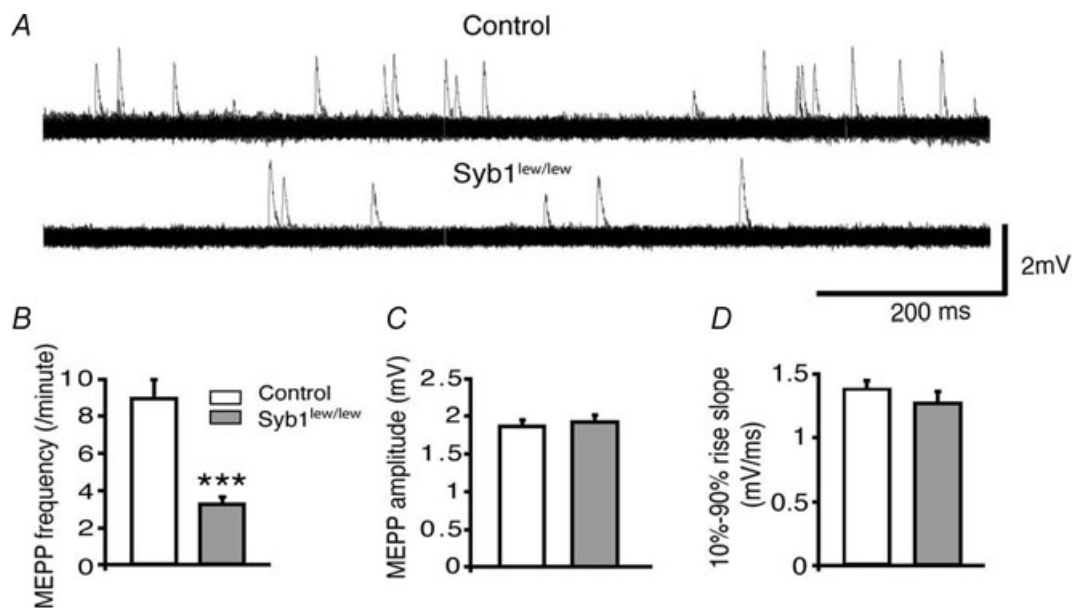 A
Control
Syb1lew/lew
2mV
200 ms
B
MEPP frequency (/minute)
10
8
6
4
2
0
***
Control
Syb1lew/lew
C
MEPP amplitude (mV)
2.5
2
1.5
1
0.5
0
D
10%-90% rise slope
(mV/ms)
1.5
1
0.5
0